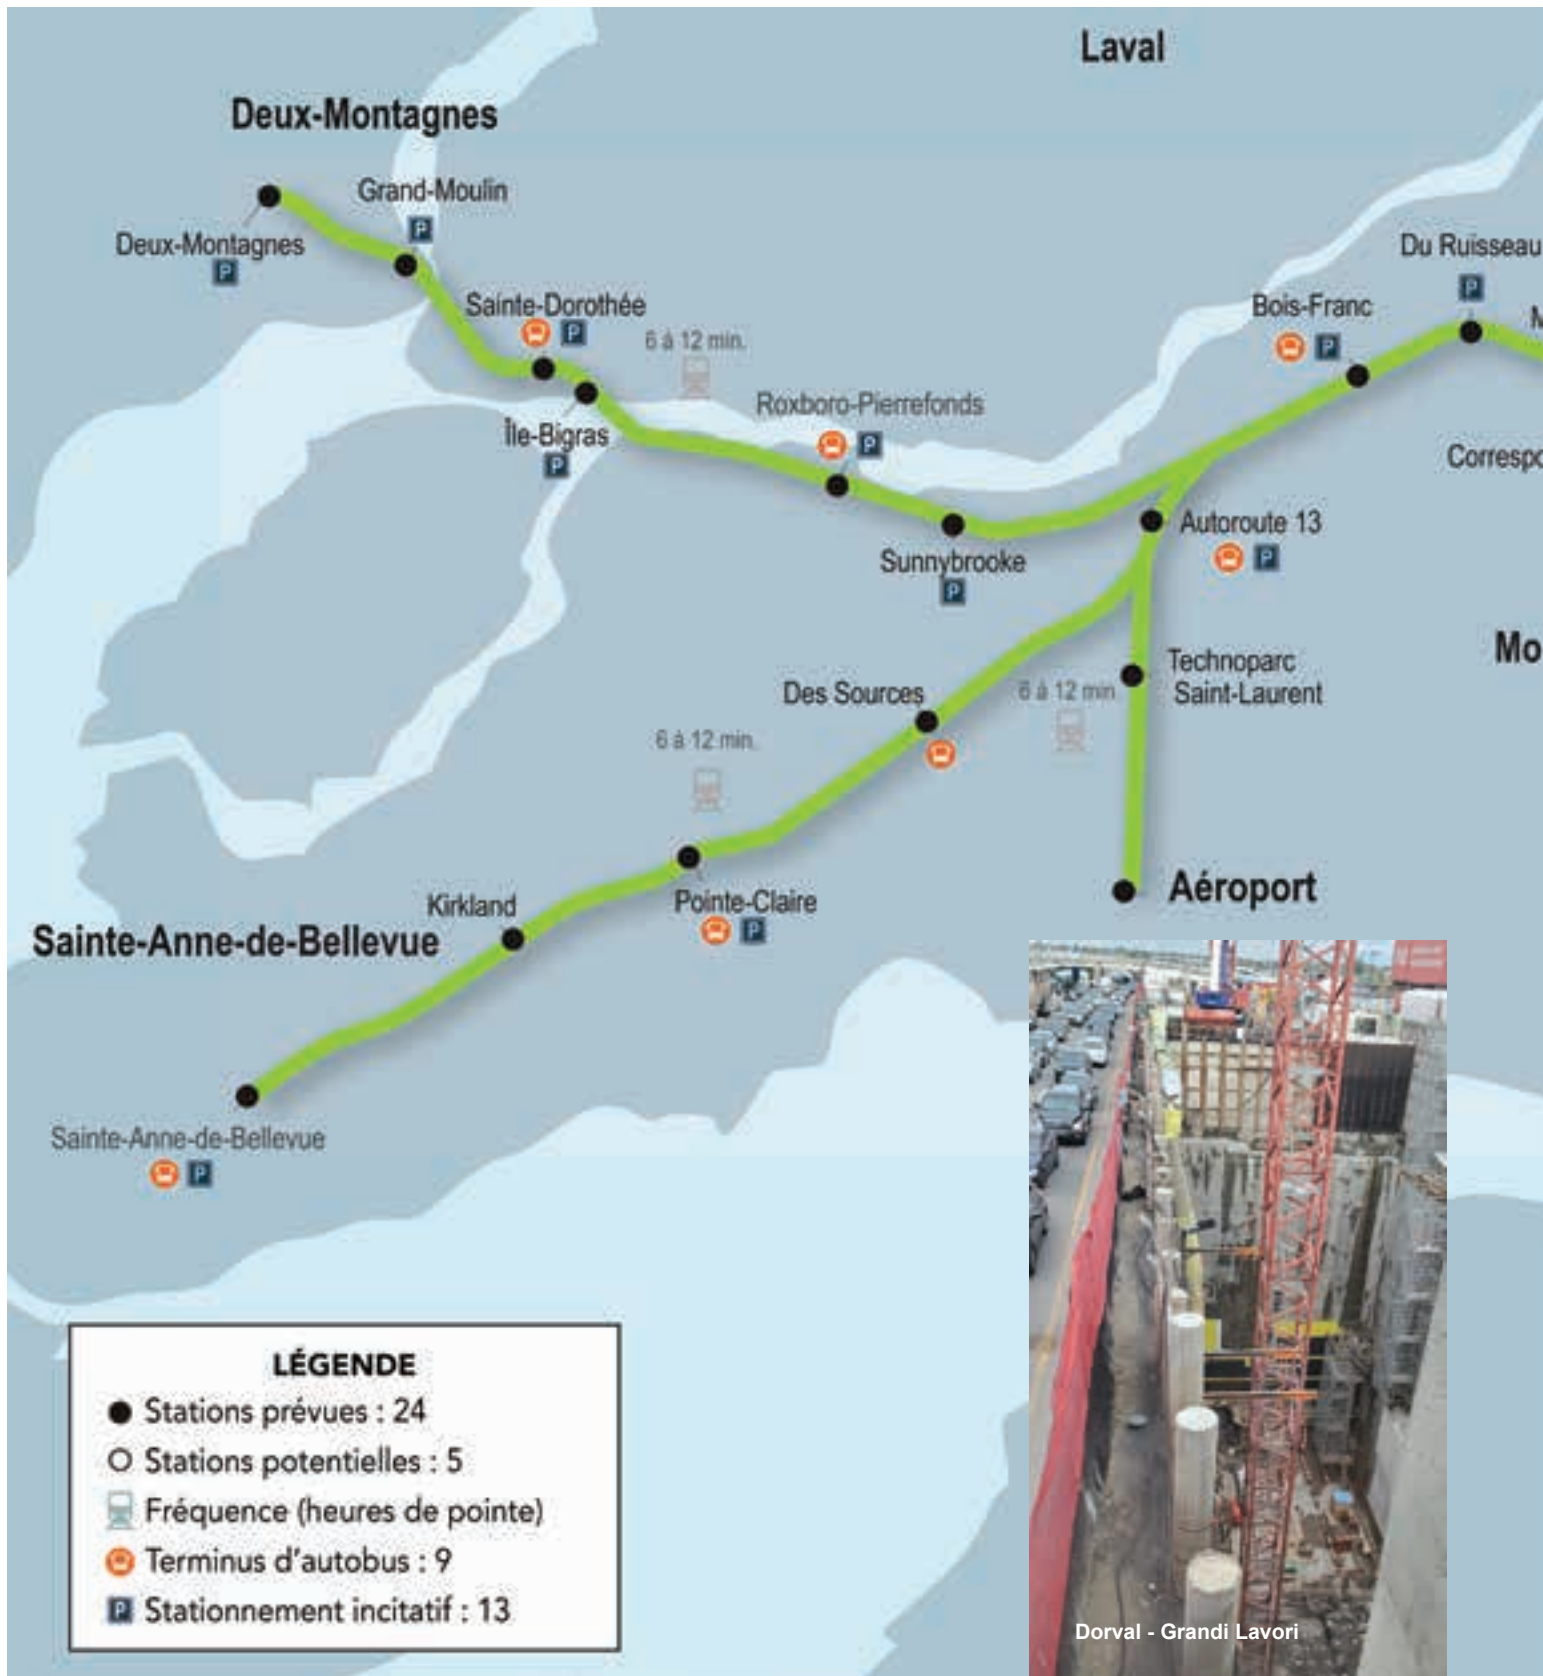 Laval
Deux-Montagnes
Grand-Moulin
P
Deux-Montagnes
P
Sainte-Dorothée
P
6 à 12 min.
Île-Bigras
P
Roxboro-Pierrefonds
P
Sunnybrooke
P
Du Ruisseau
P
Bois-Franc
P
M
Correspo
Autoroute 13
P
Mo
Technoparc
Saint-Laurent
6 à 12 min
Des Sources
6 à 12 min.
Aéroport
Pointe-Claire
P
Kirkland
Sainte-Anne-de-Bellevue
Sainte-Anne-de-Bellevue
P
LÉGENDE
Stations prévues : 24
Stations potentielles : 5
Fréquence (heures de pointe)
Terminus d'autobus : 9
P Stationnement incitatif : 13
Dorval - Grandi Lavori